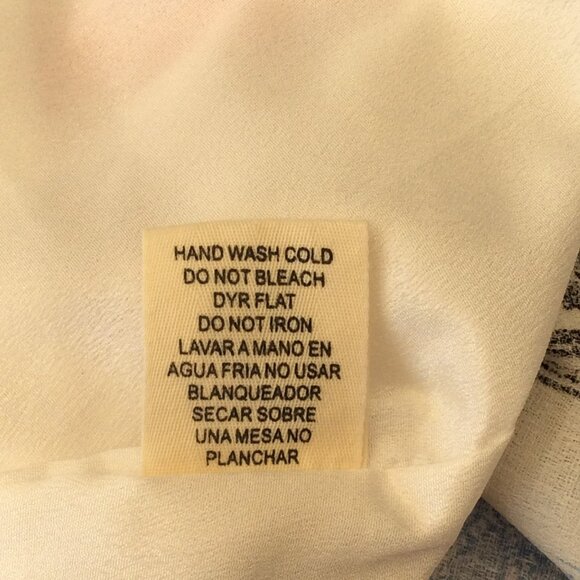 HAND WASH COLD
DO NOT BLEACH
DYR FLAT
DO NOT IRON
LAVAR A MANO EN
AGUA FRIA NO USAR
BLANQUEADOR
SECAR SOBRE
UNA MESA NO
PLANCHAR